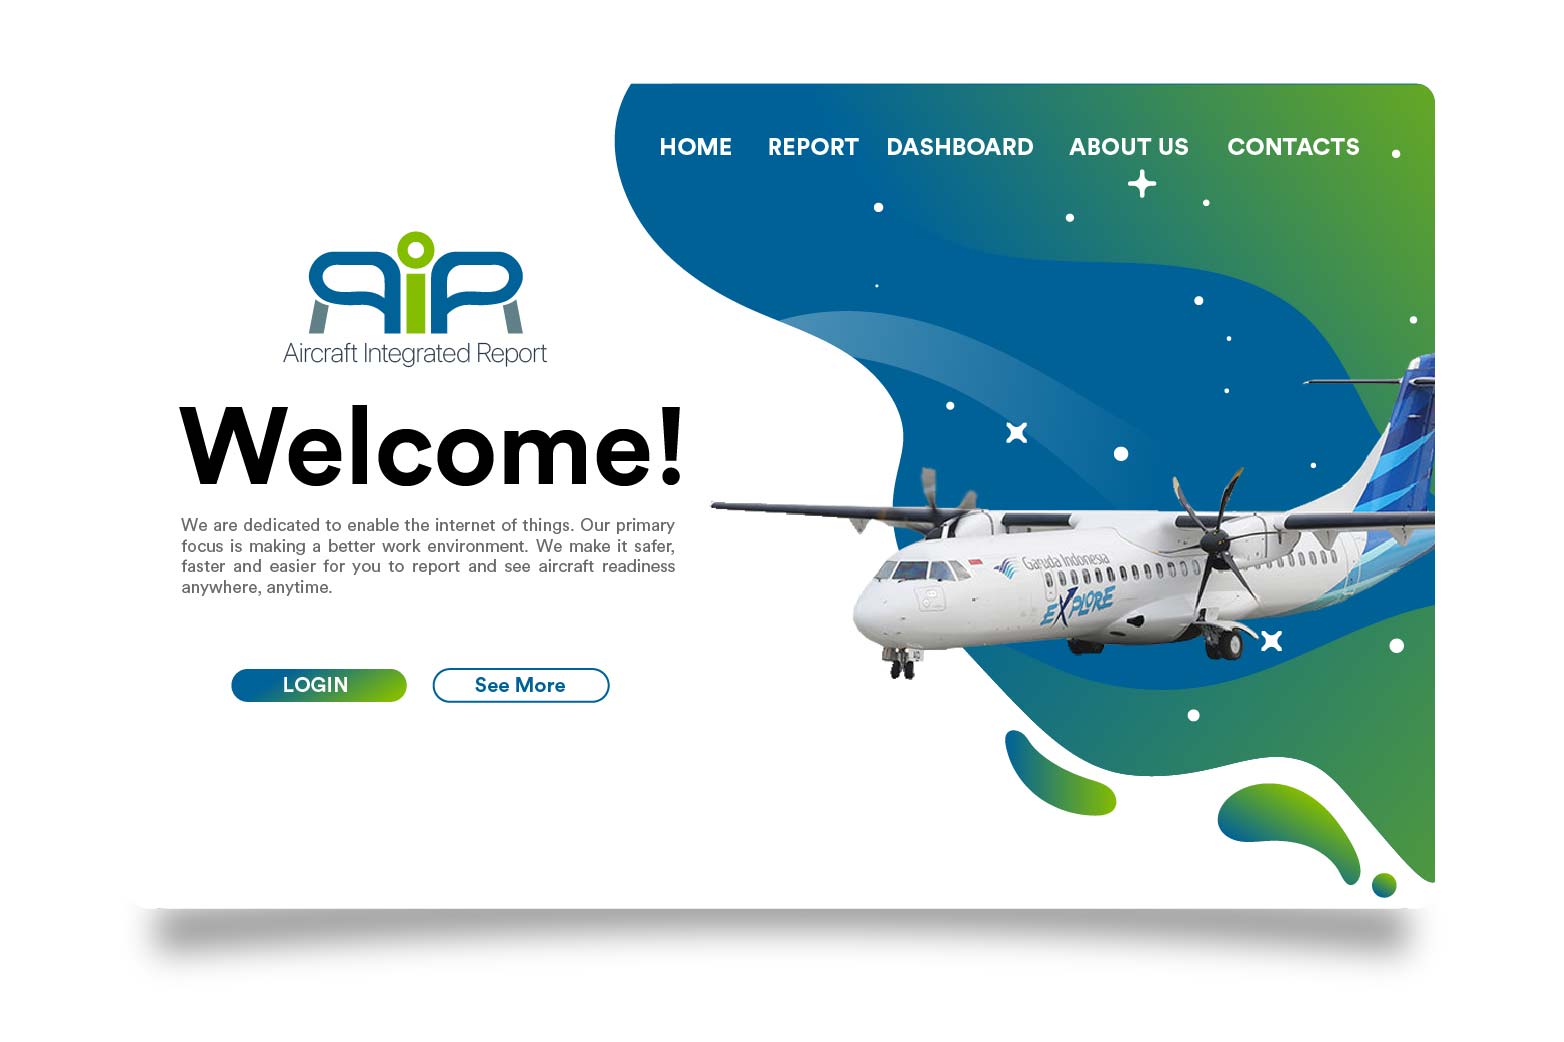 HOME REPORT DASHBOARD ABOUT US CONTACTS
AiR
Aircraft Integrated Report
Welcome!
We are dedicated to enable the internet of things. Our primary
focus is making a better work environment. We make it safer,
faster and easier for you to report and see aircraft readiness
anywhere, anytime.
LOGIN See More
Garuda Indonesia
EXPLORE